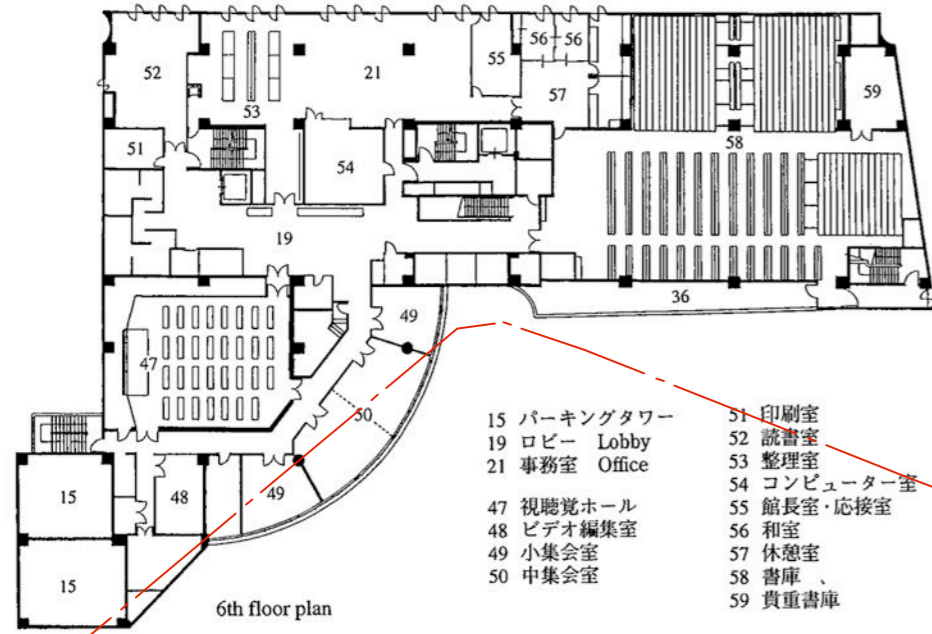 52
21
55
56
56
59
53
57
51
54
58
19
36
49
47
50
15
48
49
15
15 パーキングタワー
19 ロビー Lobby
21 事務室 Office
47 視聴覚ホール
48 ビデオ編集室
49 小集会室
50 中集会室
51 印刷室
52 読書室
53 整理室
54 コンピューター室
55 館長室・応接室
56 和室
57 休憩室
58 書庫
59 貴重書庫
6th floor plan